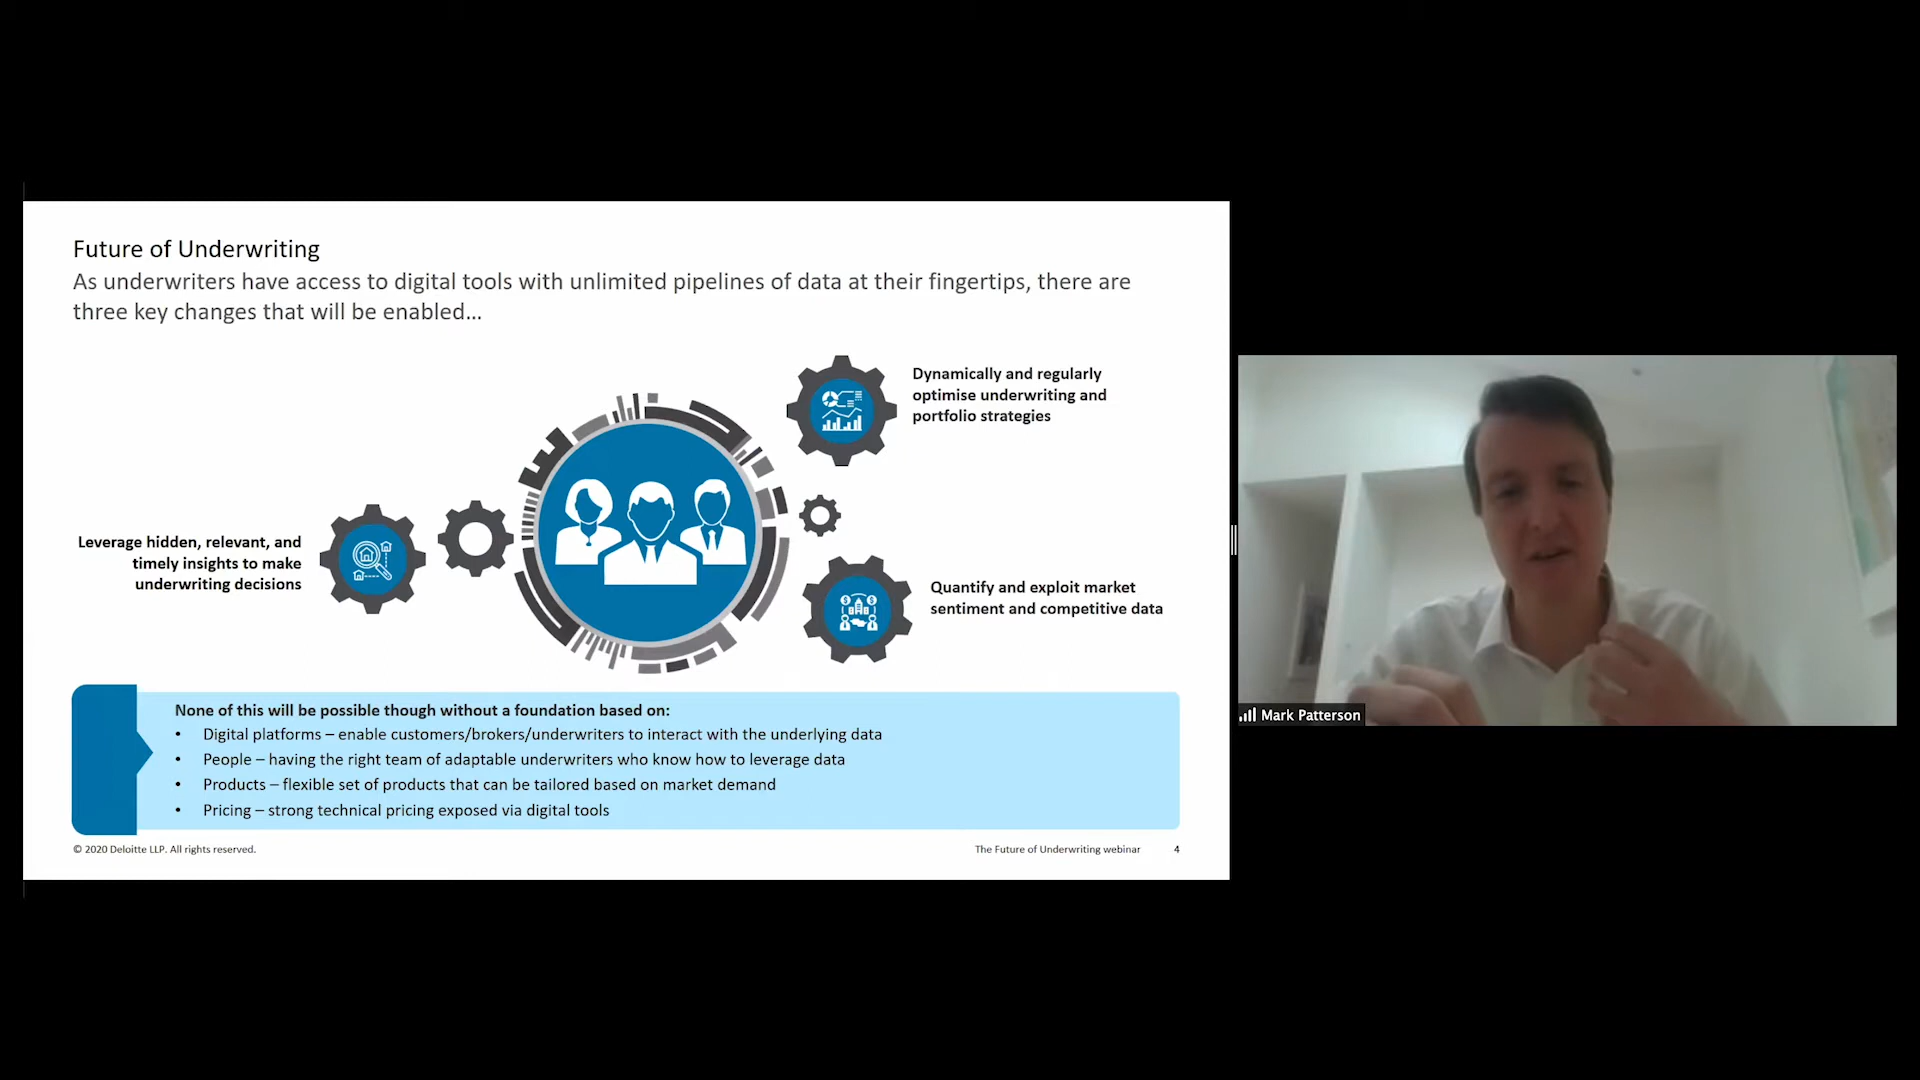 Future of Underwriting
As underwriters have access to digital tools with unlimited pipelines of data at their fingertips, there are
three key changes that will be enabled...
Dynamically and regularly
optimise underwriting and
portfolio strategies
Leverage hidden, relevant, and
timely insights to make
underwriting decisions
Quantify and exploit market
sentiment and competitive data
None of this will be possible though without a foundation based on:
• Digital platforms – enable customers/brokers/underwriters to interact with the underlying data
• People – having the right team of adaptable underwriters who know how to leverage data
• Products – flexible set of products that can be tailored based on market demand
• Pricing – strong technical pricing exposed via digital tools
© 2020 Deloitte LLP. All rights reserved.
The Future of Underwriting webinar 4
Mark Patterson